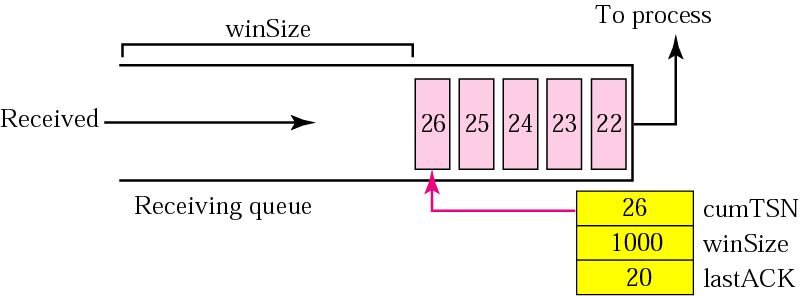 To process
winSize
Received
26 25 24 23 22
Receiving queue
26 cumTSN
1000 winSize
20 lastACK